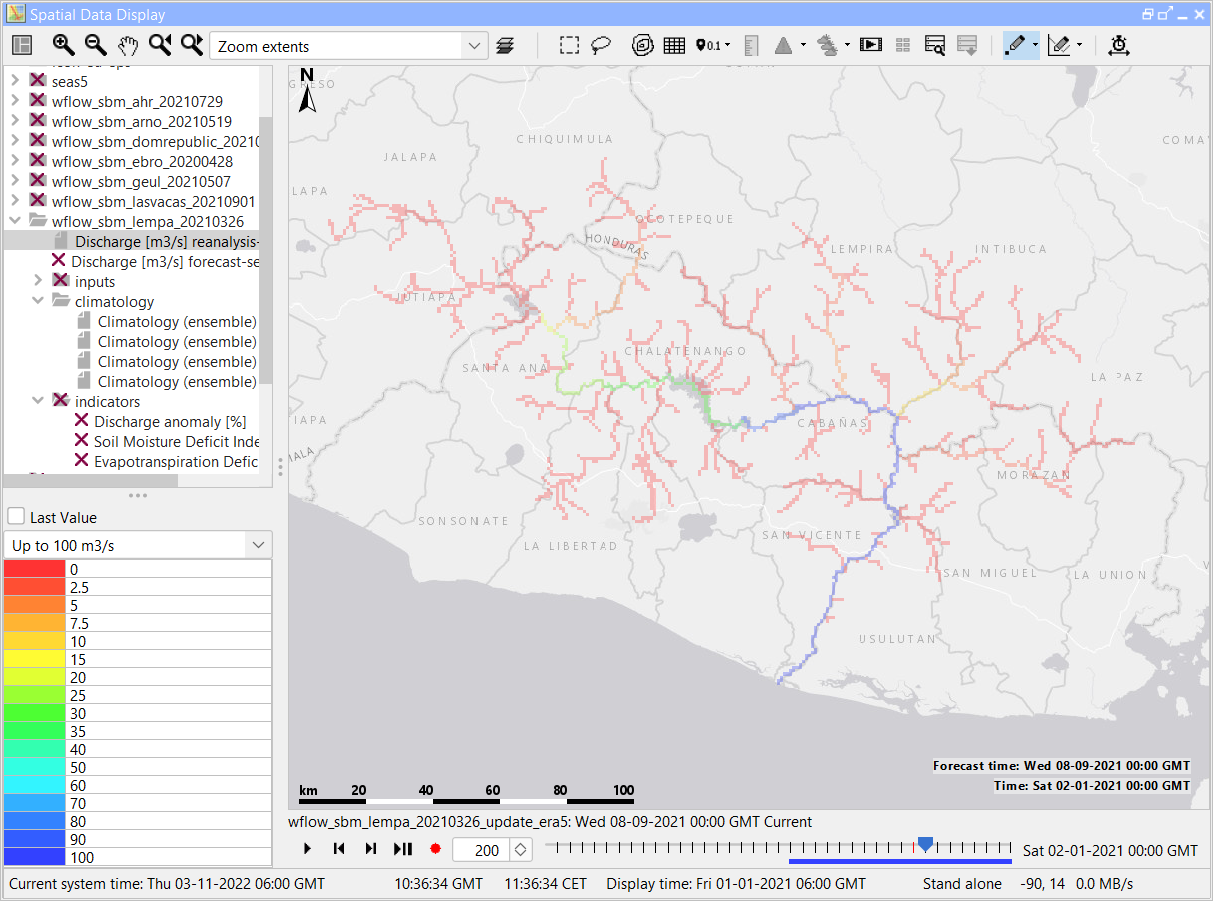 Spatial Data Display
Zoom extents
0.1
seas5
wflow_sbm_ahr_20210729
wflow_sbm_arno_20210519
wflow_sbm_domrepublic_20210
wflow_sbm_ebro_20200428
wflow_sbm_geul_20210507
wflow_sbm_lasvacas_20210901
wflow_sbm_lempa_20210326
Discharge [m3/s] reanalysis-
Discharge [m3/s] forecast-se
inputs
climatology
Climatology (ensemble)
Climatology (ensemble)
Climatology (ensemble)
Climatology (ensemble)
indicators
Discharge anomaly [%]
Soil Moisture Deficit Inde
Evapotranspiration Defic
Last Value
Up to 100 m3/s
0
2.5
5
7.5
10
15
20
25
30
35
40
50
60
70
80
90
100
N
GRESO
CHIQUIMULA
COMA
JALAPA
LAPA
OCOTEPEQUE
HONDURAS
LEMPIRA
INTIBUCA
JUTIAPA
CHALATENANGO
SANTA ANA
LA PAZ
IAPA
CABAÑAS
MALA
MORAZAN
SONSONATE
SAN VICENTE
LA LIBERTAD
SAN MIGUEL
LA UNION
USULUTAN
Forecast time: Wed 08-09-2021 00:00 GMT
Time: Sat 02-01-2021 00:00 GMT
km 20 40 60 80 100
wflow_sbm_lempa_20210326_update_era5: Wed 08-09-2021 00:00 GMT Current
200
Sat 02-01-2021 00:00 GMT
Current system time: Thu 03-11-2022 06:00 GMT
10:36:34 GMT
11:36:34 CET
Display time: Fri 01-01-2021 06:00 GMT
Stand alone
-90, 14
0.0 MB/s